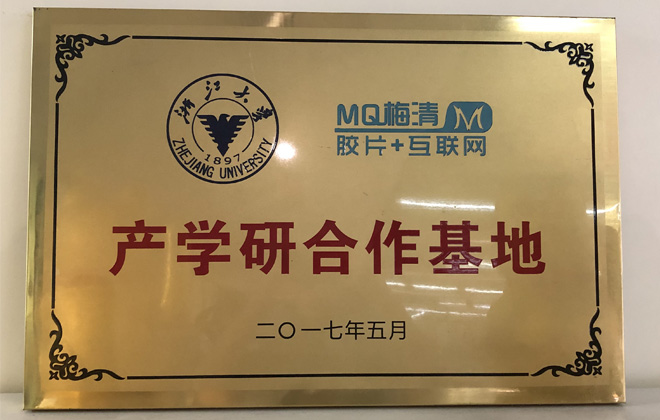 浙江大学
1897
ZHEJIANG UNIVERSITY
MQ梅清 M
胶片+互联网
产学研合作基地
二〇一七年五月